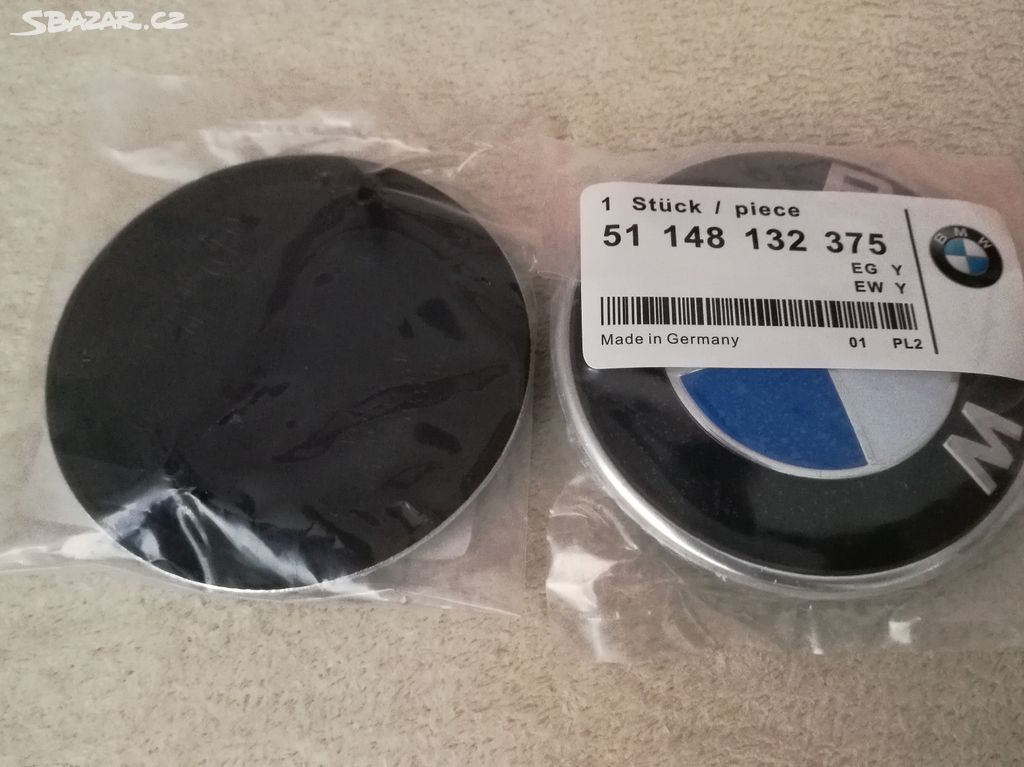 SBAZAR.CZ
1 Stück / piece
51 148 132 375
EG Y
EW Y
Made in Germany 01 PL2
BMW
W